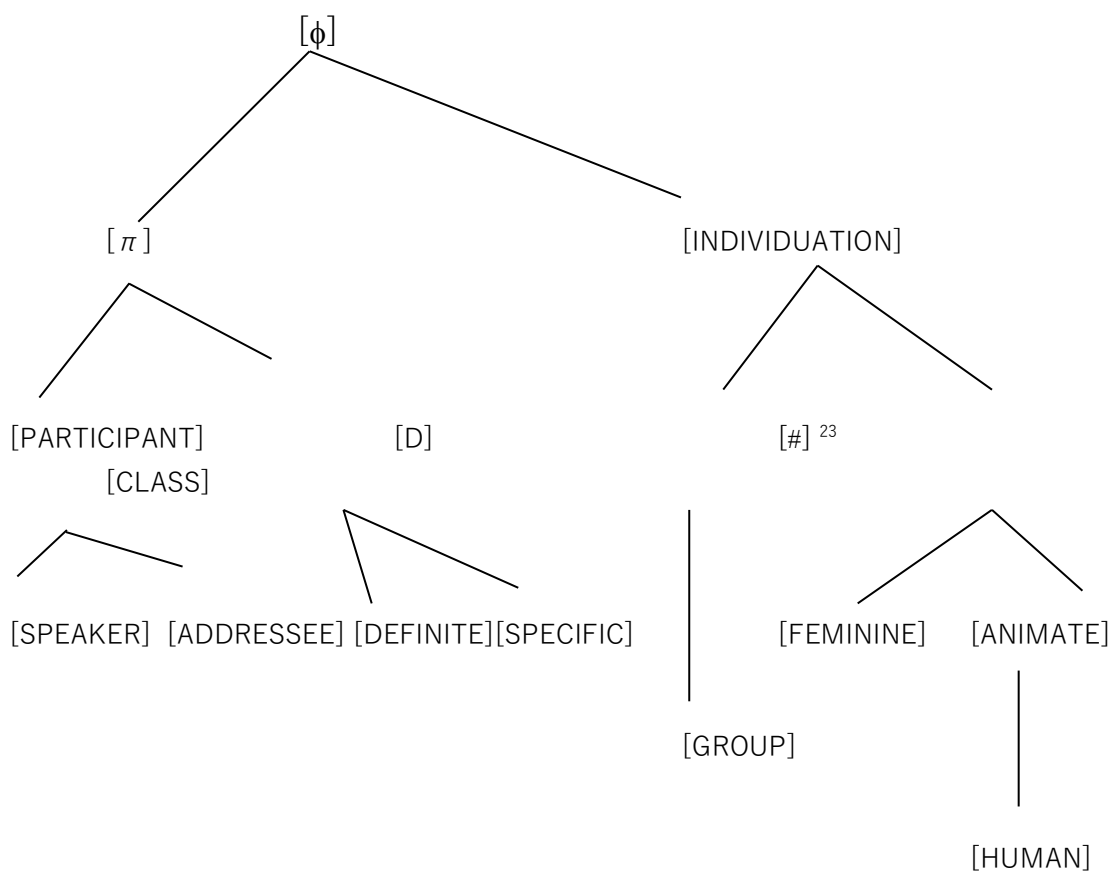 [ϕ]
[π] [INDIVIDUATION]
[PARTICIPANT] [D] [#] 23
[CLASS]
[SPEAKER] [ADDRESSEE] [DEFINITE][SPECIFIC] [FEMININE] [ANIMATE]
[GROUP]
[HUMAN]